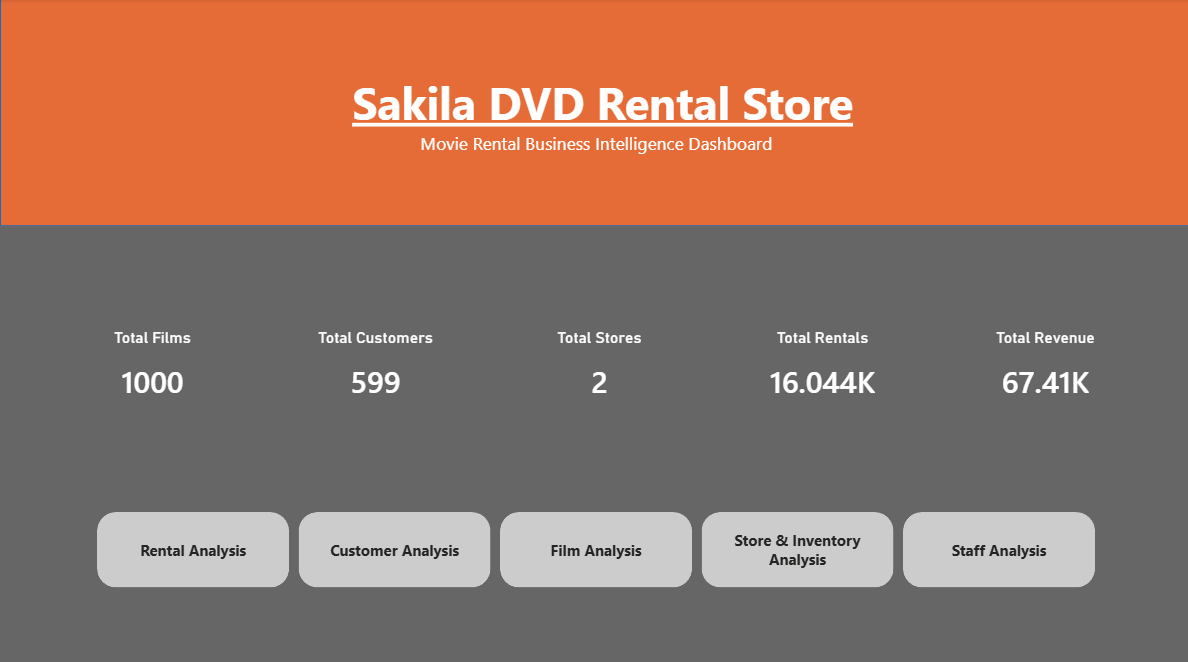 Sakila DVD Rental Store
Movie Rental Business Intelligence Dashboard
Total Films
1000
Total Customers
599
Total Stores
2
Total Rentals
16.044K
Total Revenue
67.41K
Rental Analysis
Customer Analysis
Film Analysis
Store & Inventory
Analysis
Staff Analysis